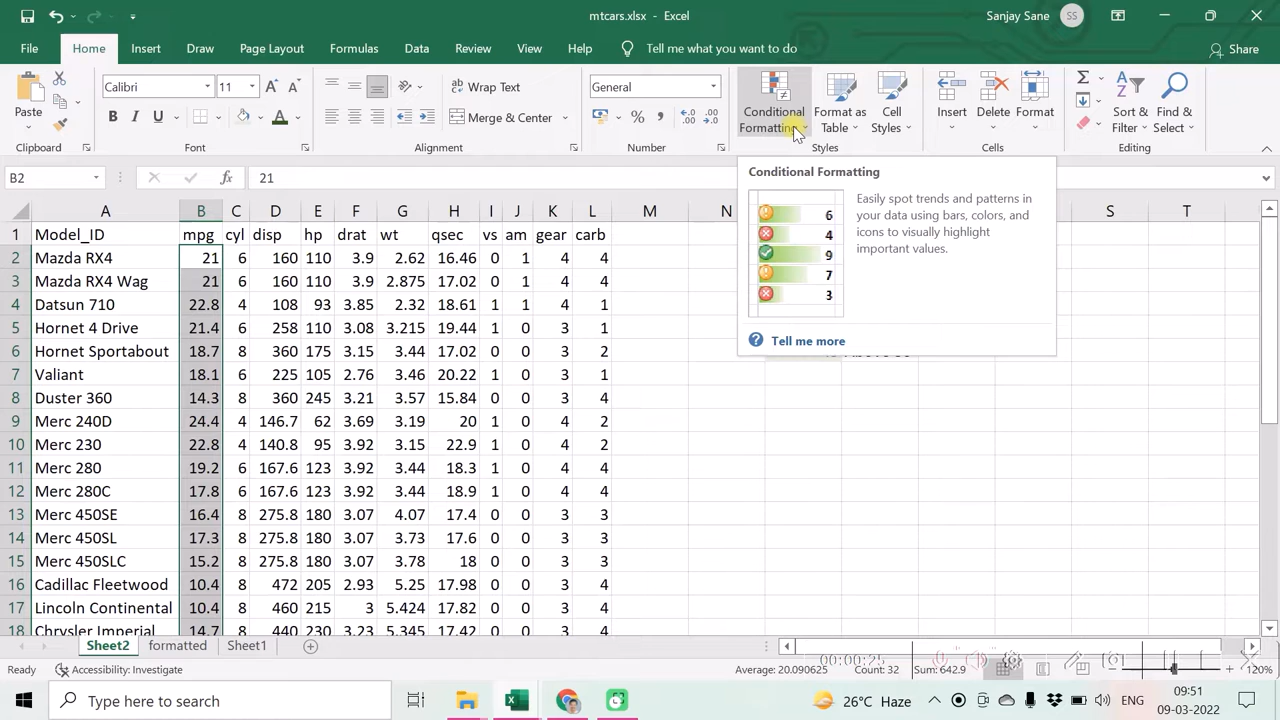 mtcars.xlsx - Excel
Sanjay Sane SS
File Home Insert Draw Page Layout Formulas Data Review View Help Tell me what you want to do Share
Paste
Calibri 11
B I U A
Wrap Text
Merge & Center
General
% ,
Conditional Formatting
Format as Table
Cell Styles
Insert Delete Format
Sort & Filter
Find & Select
Clipboard Font Alignment Number Styles Cells Editing
B2 fx 21
Conditional Formatting
Easily spot trends and patterns in
your data using bars, colors, and
icons to visually highlight
important values.
6
4
9
7
3
Tell me more
A B C D E F G H I J K L M N S T
1 Model_ID mpg cyl disp hp drat wt qsec vs am gear carb
2 Mazda RX4 21 6 160 110 3.9 2.62 16.46 0 1 4 4
3 Mazda RX4 Wag 21 6 160 110 3.9 2.875 17.02 0 1 4 4
4 Datsun 710 22.8 4 108 93 3.85 2.32 18.61 1 1 4 1
5 Hornet 4 Drive 21.4 6 258 110 3.08 3.215 19.44 1 0 3 1
6 Hornet Sportabout 18.7 8 360 175 3.15 3.44 17.02 0 0 3 2
7 Valiant 18.1 6 225 105 2.76 3.46 20.22 1 0 3 1
8 Duster 360 14.3 8 360 245 3.21 3.57 15.84 0 0 3 4
9 Merc 240D 24.4 4 146.7 62 3.69 3.19 20 1 0 4 2
10 Merc 230 22.8 4 140.8 95 3.92 3.15 22.9 1 0 4 2
11 Merc 280 19.2 6 167.6 123 3.92 3.44 18.3 1 0 4 4
12 Merc 280C 17.8 6 167.6 123 3.92 3.44 18.9 1 0 4 4
13 Merc 450SE 16.4 8 275.8 180 3.07 4.07 17.4 0 0 3 3
14 Merc 450SL 17.3 8 275.8 180 3.07 3.73 17.6 0 0 3 3
15 Merc 450SLC 15.2 8 275.8 180 3.07 3.78 18 0 0 3 3
16 Cadillac Fleetwood 10.4 8 472 205 2.93 5.25 17.98 0 0 3 4
17 Lincoln Continental 10.4 8 460 215 3 5.424 17.82 0 0 3 4
18 Chrysler Imperial 14.7 8 440 230 3.23 5.345 17.42 0 0 3 4
Sheet2 formatted Sheet1
Ready Accessibility: Investigate Average: 20.090625 Count: 32 Sum: 642.9 00:00:25 120%
Type here to search
26°C Haze ENG
09:51
09-03-2022